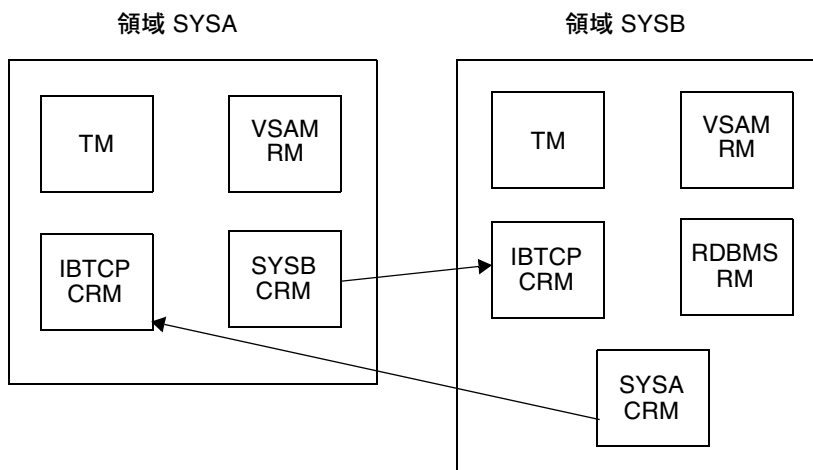 領域 SYSA
領域 SYSB
TM
VSAM
RM
IBTCP
CRM
SYSB
CRM
TM
VSAM
RM
IBTCP
CRM
RDBMS
RM
SYSA
CRM